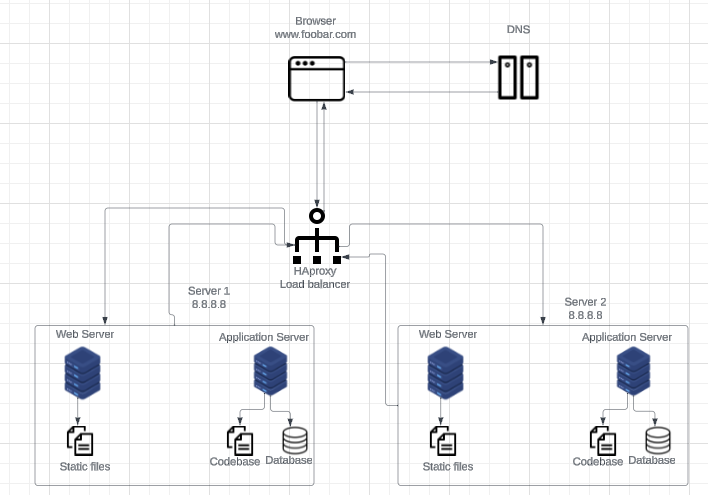 Browser
www.foobar.com
DNS
HAproxy
Load balancer
Server 1
8.8.8.8
Server 2
8.8.8.8
Web Server
Application Server
Static files
Codebase
Database
Web Server
Application Server
Static files
Codebase
Database